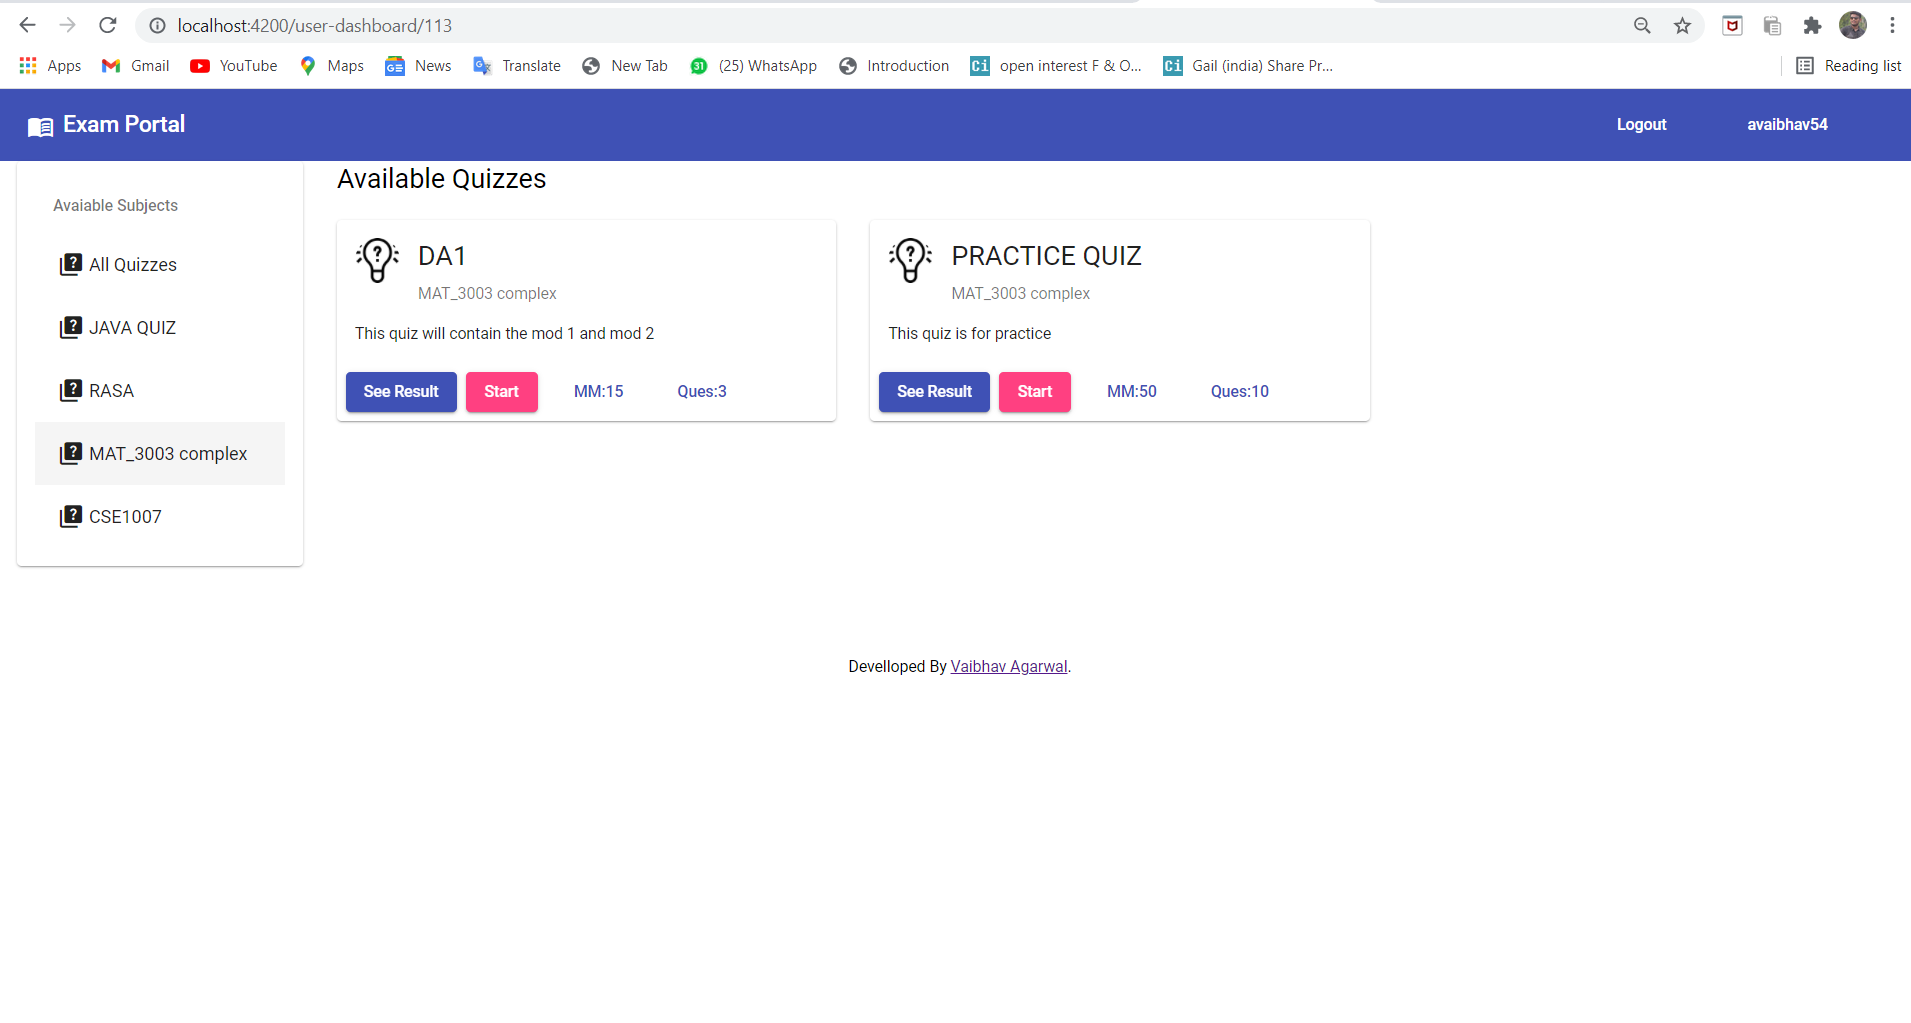 localhost:4200/user-dashboard/113
Apps Gmail YouTube Maps News Translate New Tab 31 (25) WhatsApp Introduction Ci open interest F & O... Ci Gail (india) Share Pr... Reading list
Exam Portal Logout avaibhav54
Avaiable Subjects
All Quizzes
JAVA QUIZ
RASA
MAT_3003 complex
CSE1007
Available Quizzes
DA1
MAT_3003 complex
This quiz will contain the mod 1 and mod 2
See Result Start MM:15 Ques:3
PRACTICE QUIZ
MAT_3003 complex
This quiz is for practice
See Result Start MM:50 Ques:10
Develloped By Vaibhav Agarwal.